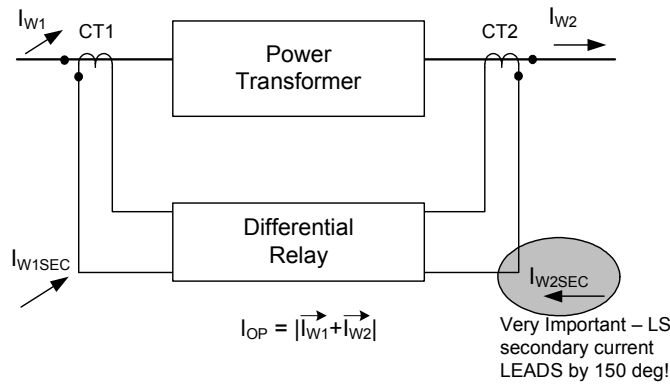 I_W1
CT1
Power
Transformer
CT2
I_W2
I_W1SEC
Differential
Relay
I_W2SEC
I_OP = |I_W1+I_W2|
Very Important – LS
secondary current
LEADS by 150 deg!